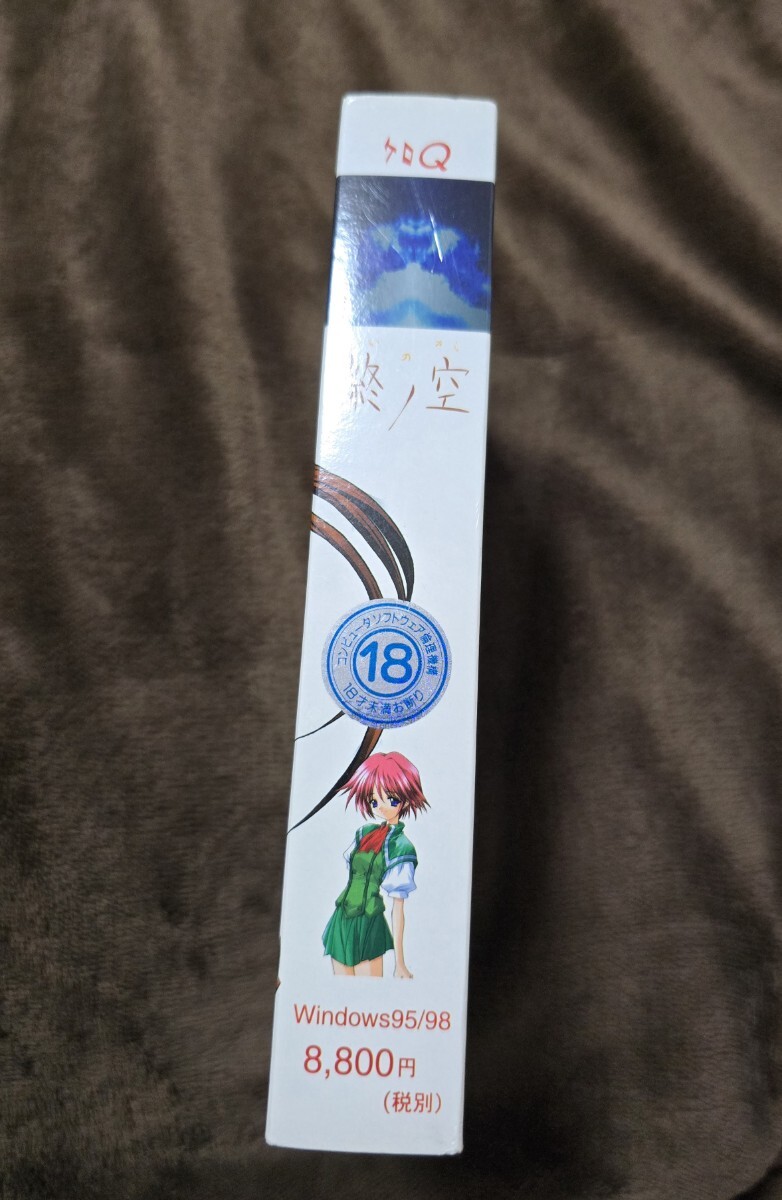 ケロQ
終ノ空
コンピュータソフトウェア倫理機構
18
18才未満お断り
Windows95/98
8,800円
(税別)